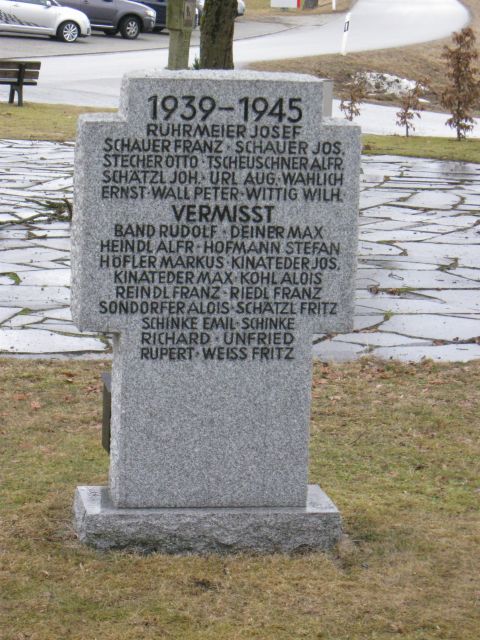 1939-1945
RUHRMEIER JOSEF
SCHAUER FRANZ · SCHAUER JOS.
STECHER OTTO · TSCHEUSCHNER ALFR.
SCHATZL JOH. · URL AUG · WAHLICH
ERNST · WALL PETER · WITTIG WILH.
VERMISST
BAND RUDOLF · DEINER MAX
HEINDL ALFR · HOFMANN STEFAN
HÖFLER MARKUS · KINATEDER JOS.
KINATEDER MAX · KOHL ALOIS
REINDL FRANZ · RIEDL FRANZ
SONDORFER ALOIS · SCHATZL FRITZ
SCHINKE EMIL · SCHINKE
RICHARD · UNFRIED
RUPERT · WEISS FRITZ